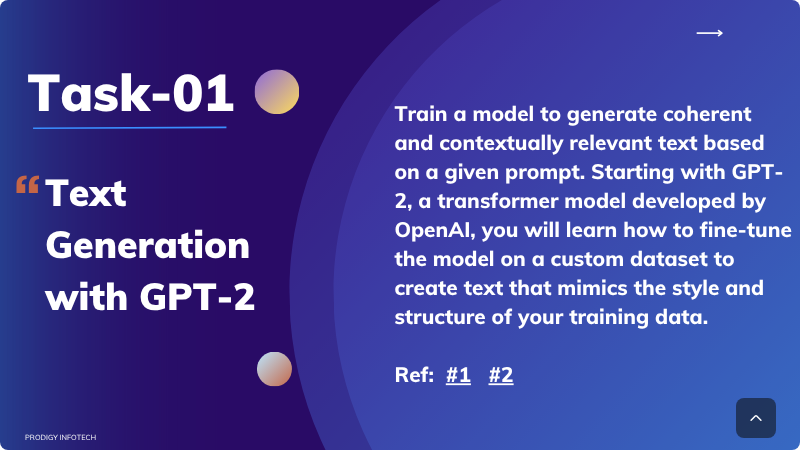 Task-01
“ Text
Generation
with GPT-2
Train a model to generate coherent
and contextually relevant text based
on a given prompt. Starting with GPT-
2, a transformer model developed by
OpenAI, you will learn how to fine-tune
the model on a custom dataset to
create text that mimics the style and
structure of your training data.
Ref: #1 #2
PRODIGY INFOTECH